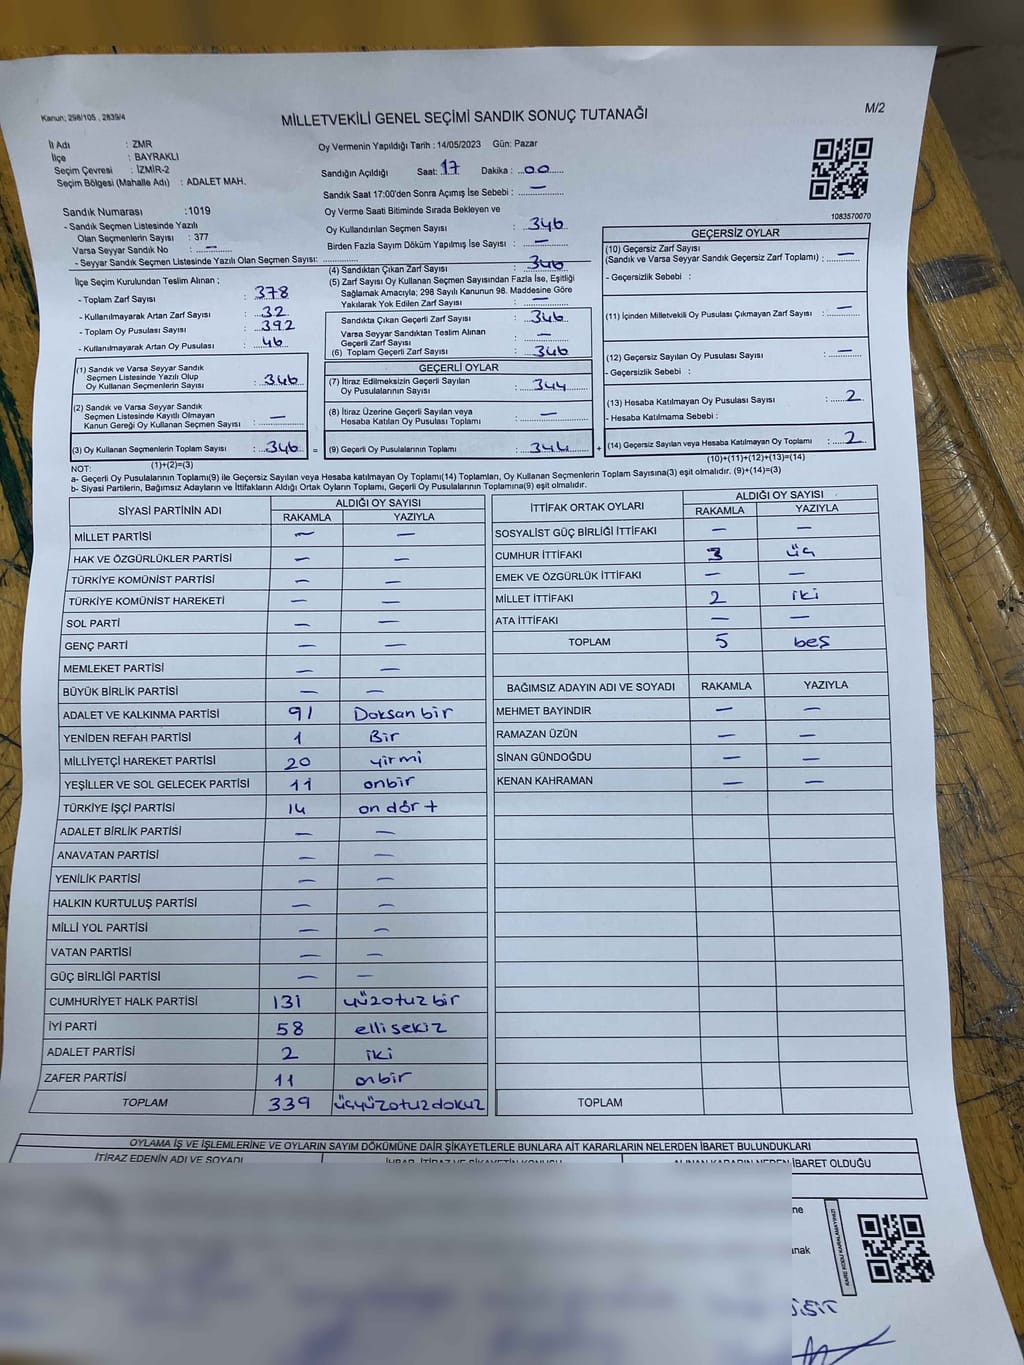 Kanun; 298/105 , 2839/4
MİLLETVEKİLİ GENEL SEÇİMİ SANDIK SONUÇ TUTANAĞI
M/2
İl Adı : ZMR
İlçe : BAYRAKLI
Seçim Çevresi : İZMİR-2
Seçim Bölgesi (Mahalle Adı) : ADALET MAH.
Sandık Numarası :1019
- Sandık Seçmen Listesinde Yazılı
Olan Seçmenlerin Sayısı : 377
Varsa Seyyar Sandık No : —
- Seyyar Sandık Seçmen Listesinde Yazılı Olan Seçmen Sayısı: ..............
Oy Vermenin Yapıldığı Tarih : 14/05/2023 Gün: Pazar
Sandığın Açıldığı Saat: 17 Dakika : 00
Sandık Saat 17:00'den Sonra Açımış İse Sebebi : —
Oy Verme Saati Bitiminde Sırada Bekleyen ve
Oy Kullandırılan Seçmen Sayısı : 346
Birden Fazla Sayım Döküm Yapılmış İse Sayısı : —
1083570070
İlçe Seçim Kurulundan Teslim Alınan ;
- Toplam Zarf Sayısı : 378
- Kullanılmayarak Artan Zarf Sayısı : 32
- Toplam Oy Pusulası Sayısı : 392
- Kullanılmayarak Artan Oy Pusulası : 46
(1) Sandık ve Varsa Seyyar Sandık
Seçmen Listesinde Yazılı Olup
Oy Kullanan Seçmenlerin Sayısı : 346
(2) Sandık ve Varsa Seyyar Sandık
Seçmen Listesinde Kayıtlı Olmayan
Kanun Gereği Oy Kullanan Seçmen Sayısı : —
(3) Oy Kullanan Seçmenlerin Toplam Sayısı : 346 =
(1)+(2)=(3)
(4) Sandıktan Çıkan Zarf Sayısı : 346
(5) Zarf Sayısı Oy Kullanan Seçmen Sayısından Fazla İse, Eşitliği
Sağlamak Amacıyla; 298 Sayılı Kanunun 98. Maddesine Göre
Yakılarak Yok Edilen Zarf Sayısı : —
Sandıkta Çıkan Geçerli Zarf Sayısı : 346
Varsa Seyyar Sandıktan Teslim Alınan
Geçerli Zarf Sayısı : —
(6) Toplam Geçerli Zarf Sayısı : 346
GEÇERLİ OYLAR
(7) İtiraz Edilmeksizin Geçerli Sayılan
Oy Pusulalarının Sayısı : 344
(8) İtiraz Üzerine Geçerli Sayılan veya
Hesaba Katılan Oy Pusulası Toplamı : —
(9) Geçerli Oy Pusulalarının Toplamı : 344 +
GEÇERSİZ OYLAR
(10) Geçersiz Zarf Sayısı
(Sandık ve Varsa Seyyar Sandık Geçersiz Zarf Toplamı) : —
- Geçersizlik Sebebi :
(11) İçinden Milletvekili Oy Pusulası Çıkmayan Zarf Sayısı : —
(12) Geçersiz Sayılan Oy Pusulası Sayısı : —
- Geçersizlik Sebebi :
(13) Hesaba Katılmayan Oy Pusulası Sayısı : 2
- Hesaba Katılmama Sebebi :
(14) Geçersiz Sayılan veya Hesaba Katılmayan Oy Toplamı : 2
(10)+(11)+(12)+(13)=(14)
NOT:
a- Geçerli Oy Pusulalarının Toplamı(9) ile Geçersiz Sayılan veya Hesaba katılmayan Oy Toplamı(14) Toplamları, Oy Kullanan Seçmenlerin Toplam Sayısına(3) eşit olmalıdır. (9)+(14)=(3)
b- Siyasi Partilerin, Bağımsız Adayların ve İttifakların Aldığı Ortak Oyların Toplamı, Geçerli Oy Pusulalarının Toplamına(9) eşit olmalıdır.
SİYASİ PARTİNİN ADI ALDIĞI OY SAYISI
RAKAMLA YAZIYLA
MİLLET PARTİSİ — —
HAK VE ÖZGÜRLÜKLER PARTİSİ — —
TÜRKİYE KOMÜNİST PARTİSİ — —
TÜRKİYE KOMÜNİST HAREKETİ — —
SOL PARTİ — —
GENÇ PARTİ — —
MEMLEKET PARTİSİ — —
BÜYÜK BİRLİK PARTİSİ — —
ADALET VE KALKINMA PARTİSİ 91 Doksan bir
YENİDEN REFAH PARTİSİ 1 Bir
MİLLİYETÇİ HAREKET PARTİSİ 20 yirmi
YEŞİLLER VE SOL GELECEK PARTİSİ 11 onbir
TÜRKİYE İŞÇİ PARTİSİ 14 on dört
ADALET BİRLİK PARTİSİ — —
ANAVATAN PARTİSİ — —
YENİLİK PARTİSİ — —
HALKIN KURTULUŞ PARTİSİ — —
MİLLİ YOL PARTİSİ — —
VATAN PARTİSİ — —
GÜÇ BİRLİĞİ PARTİSİ — —
CUMHURİYET HALK PARTİSİ 131 yüzotuz bir
İYİ PARTİ 58 elli sekiz
ADALET PARTİSİ 2 iki
ZAFER PARTİSİ 11 onbir
TOPLAM 339 üçyüzotuzdokuz
İTTİFAK ORTAK OYLARI ALDIĞI OY SAYISI
RAKAMLA YAZIYLA
SOSYALİST GÜÇ BİRLİĞİ İTTİFAKI — —
CUMHUR İTTİFAKI 3 üç
EMEK VE ÖZGÜRLÜK İTTİFAKI — —
MİLLET İTTİFAKI 2 iki
ATA İTTİFAKI — —
TOPLAM 5 beş
BAĞIMSIZ ADAYIN ADI VE SOYADI RAKAMLA YAZIYLA
MEHMET BAYINDIR — —
RAMAZAN ÜZÜN — —
SİNAN GÜNDOĞDU — —
KENAN KAHRAMAN — —
TOPLAM
OYLAMA İŞ VE İŞLEMLERİNE VE OYLARIN SAYIM DÖKÜMÜNE DAİR ŞİKAYETLERLE BUNLARA AİT KARARLARIN NELERDEN İBARET BULUNDUKLARI
İTİRAZ EDENİN ADI VE SOYADI İHBAR, İTİRAZ VE ŞİKAYETİN KONUSU ALINAN KARARIN NEDEN İBARET OLDUĞU
ne
anak